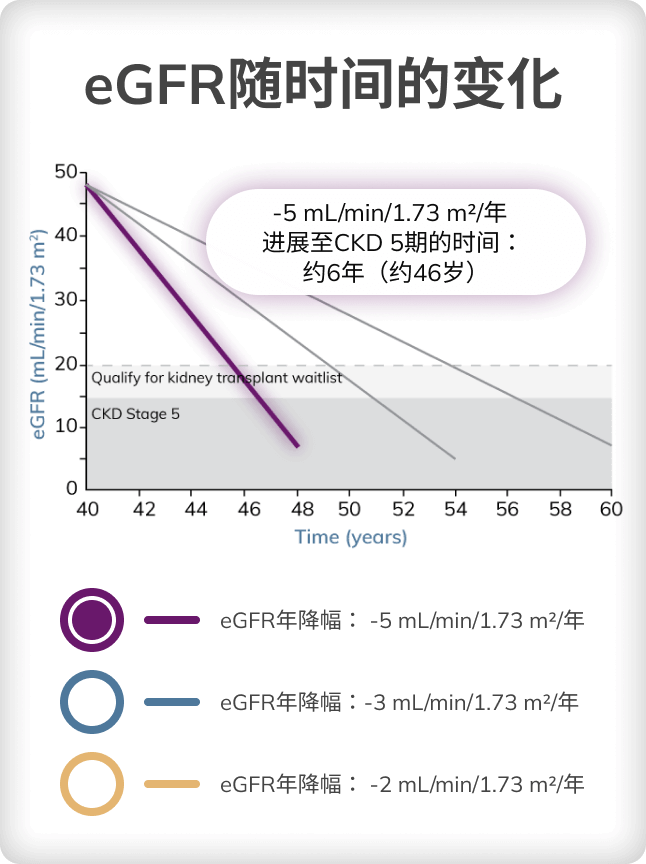 eGFR随时间的变化
-5 mL/min/1.73 m²/年
进展至CKD 5期的时间：
约6年（约46岁）
eGFR (mL/min/1.73 m²)
50
40
30
20
10
0
Qualify for kidney transplant waitlist
CKD Stage 5
40 42 44 46 48 50 52 54 56 58 60
Time (years)
eGFR年降幅： -5 mL/min/1.73 m²/年
eGFR年降幅：-3 mL/min/1.73 m²/年
eGFR年降幅： -2 mL/min/1.73 m²/年